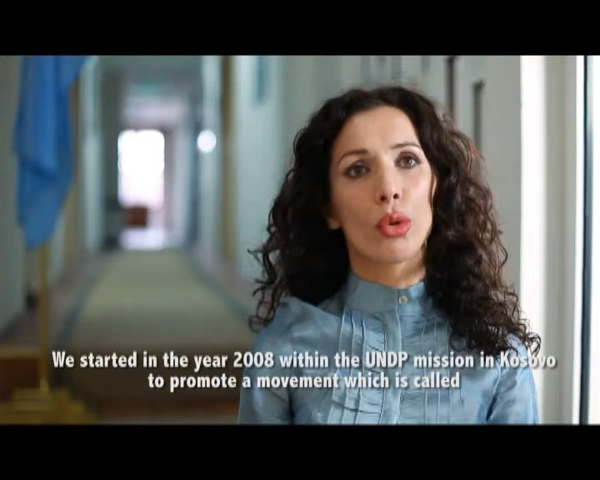 We started in the year 2008 within the UNDP mission in Kosovo
to promote a movement which is called